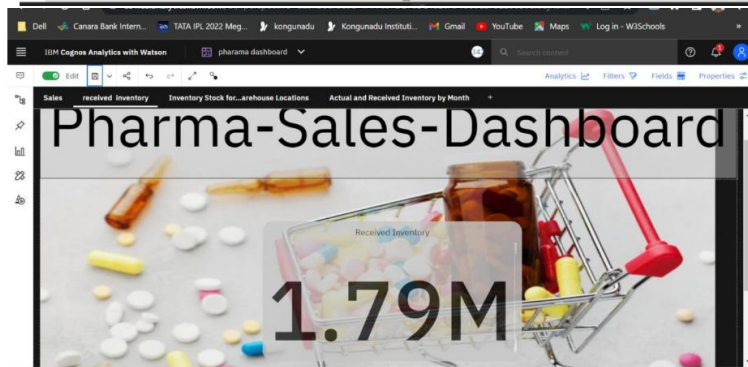 Dell
Canara Bank Intern...
TATA IPL 2022 Meg...
kongunadu
Kongunadu Instituti...
Gmail
YouTube
Maps
Log in - W3Schools
»
IBM Cognos Analytics with Watson
pharama dashboard
Search content
Edit
Analytics
Filters
Fields
Properties
Sales
received inventory
Inventory Stock for...arehouse Locations
Actual and Received Inventory by Month
+
Pharma-Sales-Dashboard
Received Inventory
1.79M